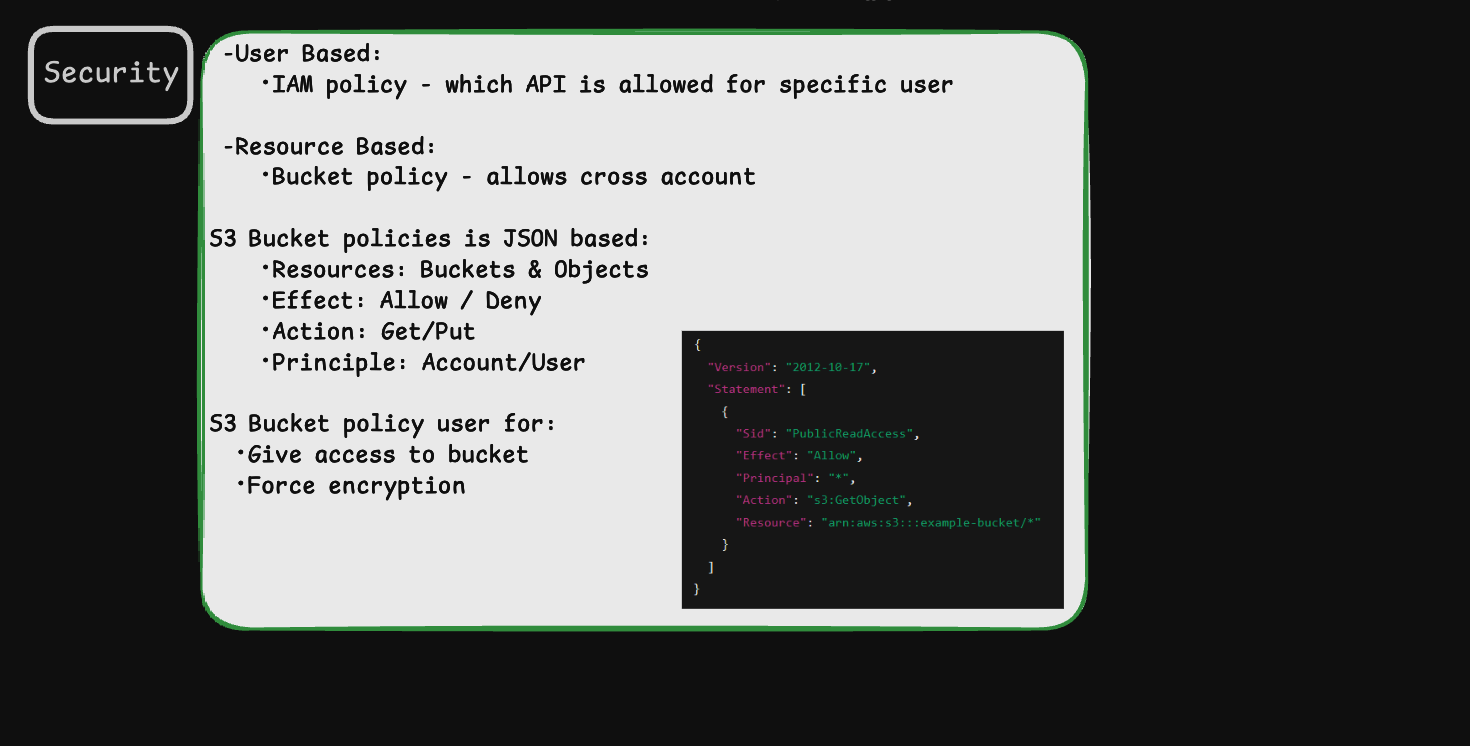 Security
-User Based:
•IAM policy - which API is allowed for specific user
-Resource Based:
•Bucket policy - allows cross account
S3 Bucket policies is JSON based:
•Resources: Buckets & Objects
•Effect: Allow / Deny
•Action: Get/Put
•Principle: Account/User
S3 Bucket policy user for:
•Give access to bucket
•Force encryption
{
"Version": "2012-10-17",
"Statement": [
{
"Sid": "PublicReadAccess",
"Effect": "Allow",
"Principal": "*",
"Action": "s3:GetObject",
"Resource": "arn:aws:s3:::example-bucket/*"
}
]
}